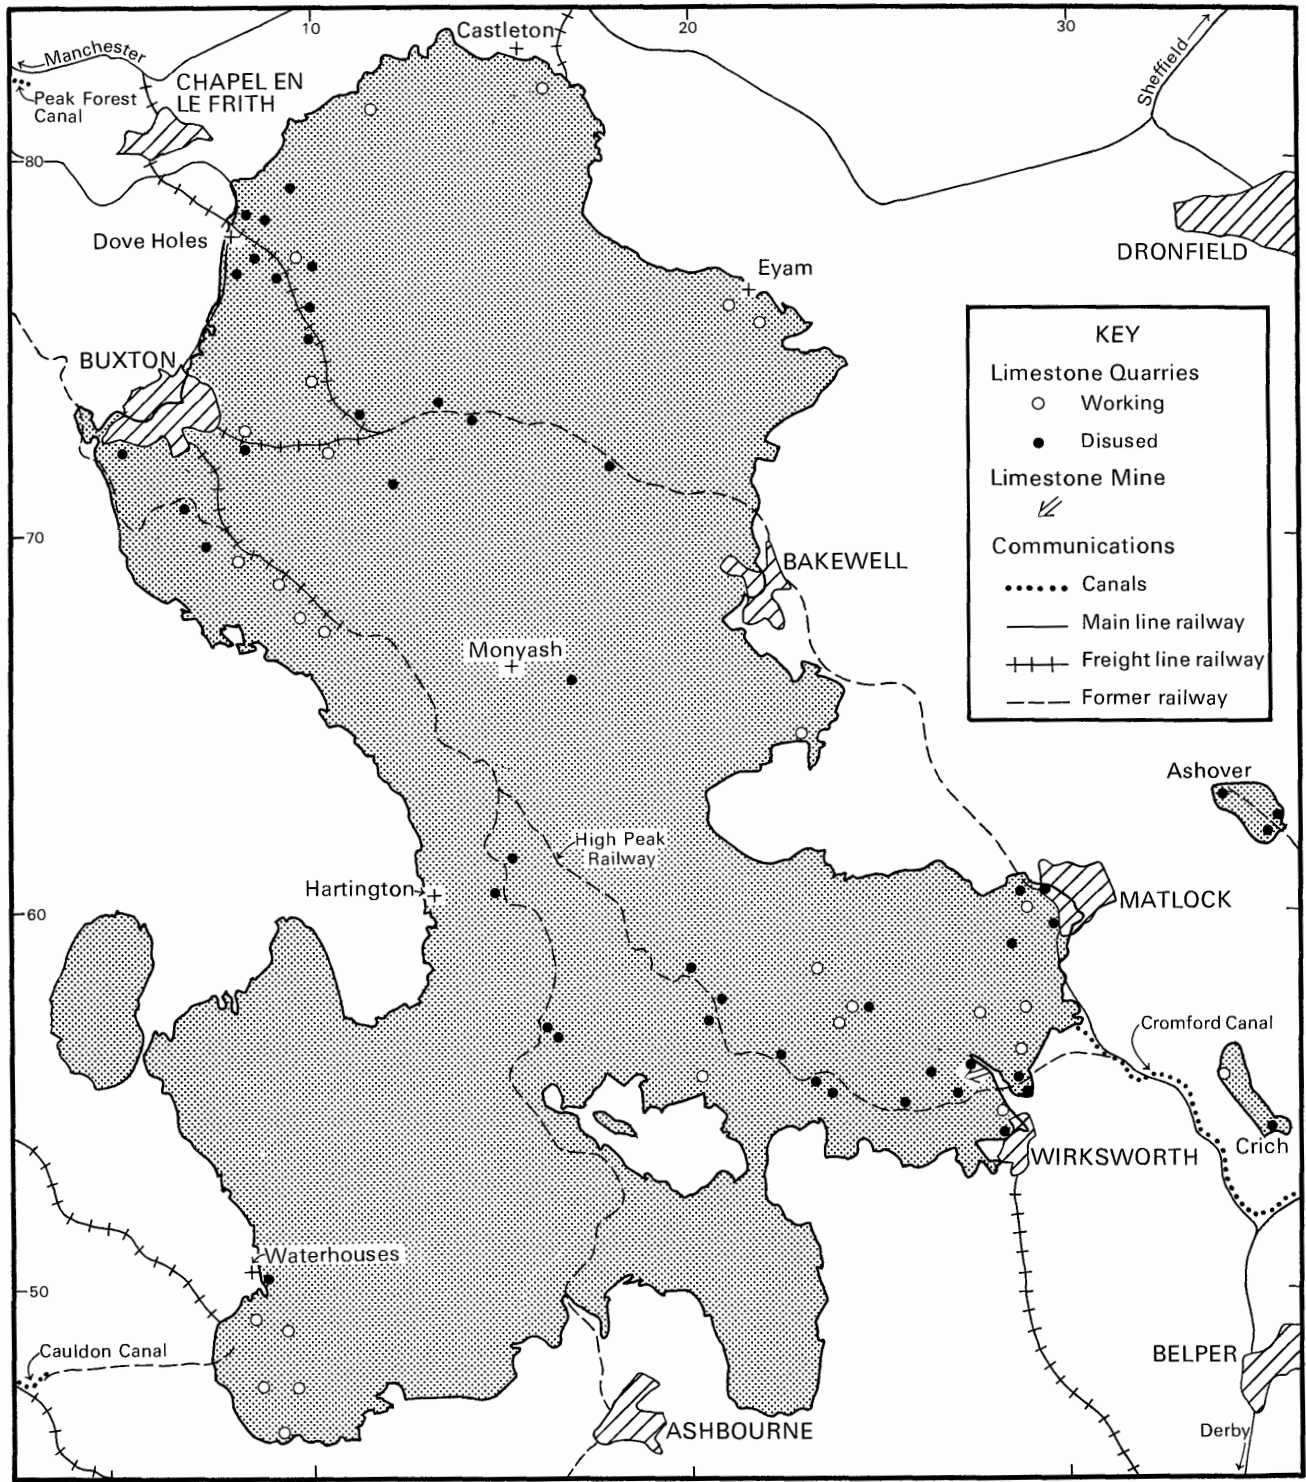 10
20
30
Castleton
Manchester
Sheffield
CHAPEL EN
LE FRITH
Peak Forest
Canal
80
Dove Holes
DRONFIELD
Eyam
KEY
Limestone Quarries
Working
Disused
Limestone Mine
Communications
Canals
Main line railway
Freight line railway
Former railway
BUXTON
70
BAKEWELL
Monyash
Ashover
High Peak
Railway
Hartington
60
MATLOCK
Cromford Canal
Crich
WIRKSWORTH
Waterhouses
50
Cauldon Canal
BELPER
ASHBOURNE
Derby